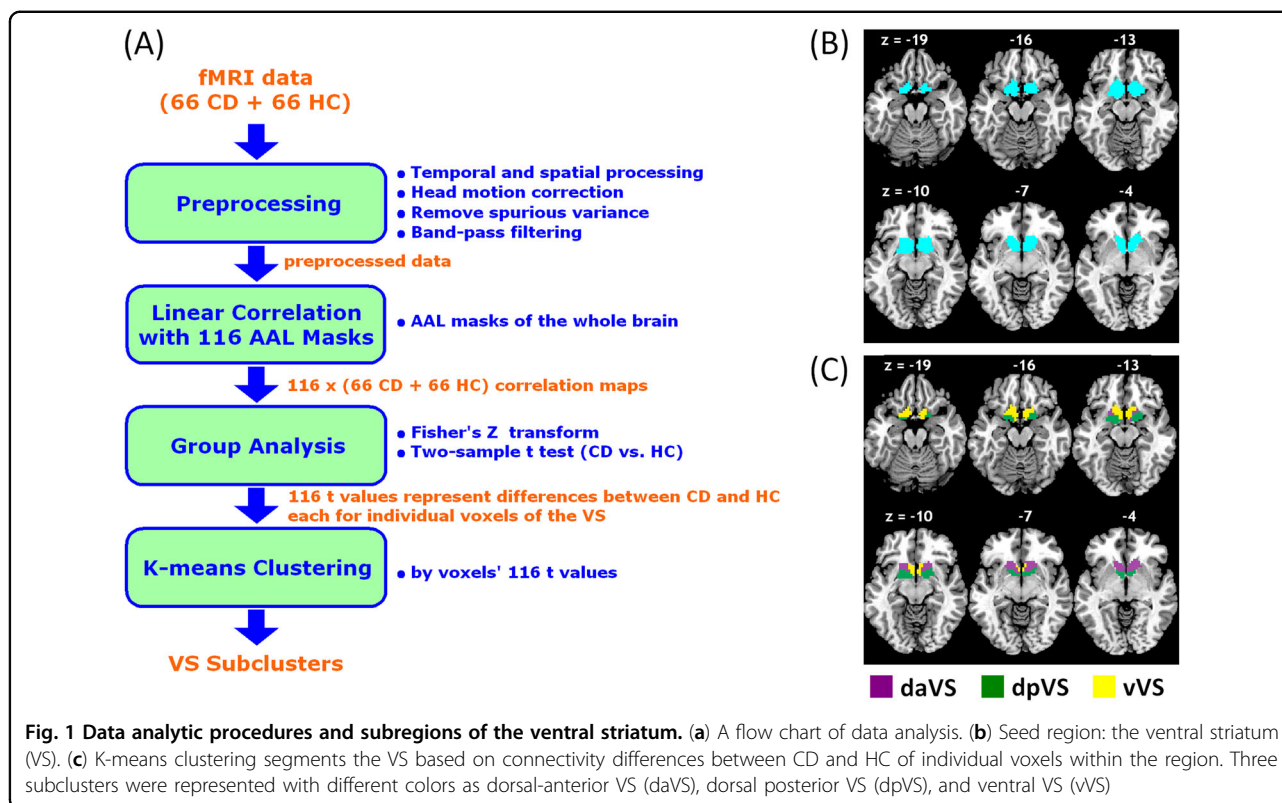 (A)
fMRI data
(66 CD + 66 HC)
Preprocessing
• Temporal and spatial processing
• Head motion correction
• Remove spurious variance
• Band-pass filtering
preprocessed data
Linear Correlation
with 116 AAL Masks
• AAL masks of the whole brain
116 x (66 CD + 66 HC) correlation maps
Group Analysis
• Fisher's Z transform
• Two-sample t test (CD vs. HC)
116 t values represent differences between CD and HC
each for individual voxels of the VS
K-means Clustering
• by voxels' 116 t values
VS Subclusters
(B)
z = -19 -16 -13
-10 -7 -4
(C)
z = -19 -16 -13
z = -10 -7 -4
daVS dpVS vVS
Fig. 1 Data analytic procedures and subregions of the ventral striatum. (a) A flow chart of data analysis. (b) Seed region: the ventral striatum
(VS). (c) K-means clustering segments the VS based on connectivity differences between CD and HC of individual voxels within the region. Three
subclusters were represented with different colors as dorsal-anterior VS (daVS), dorsal posterior VS (dpVS), and ventral VS (vVS)